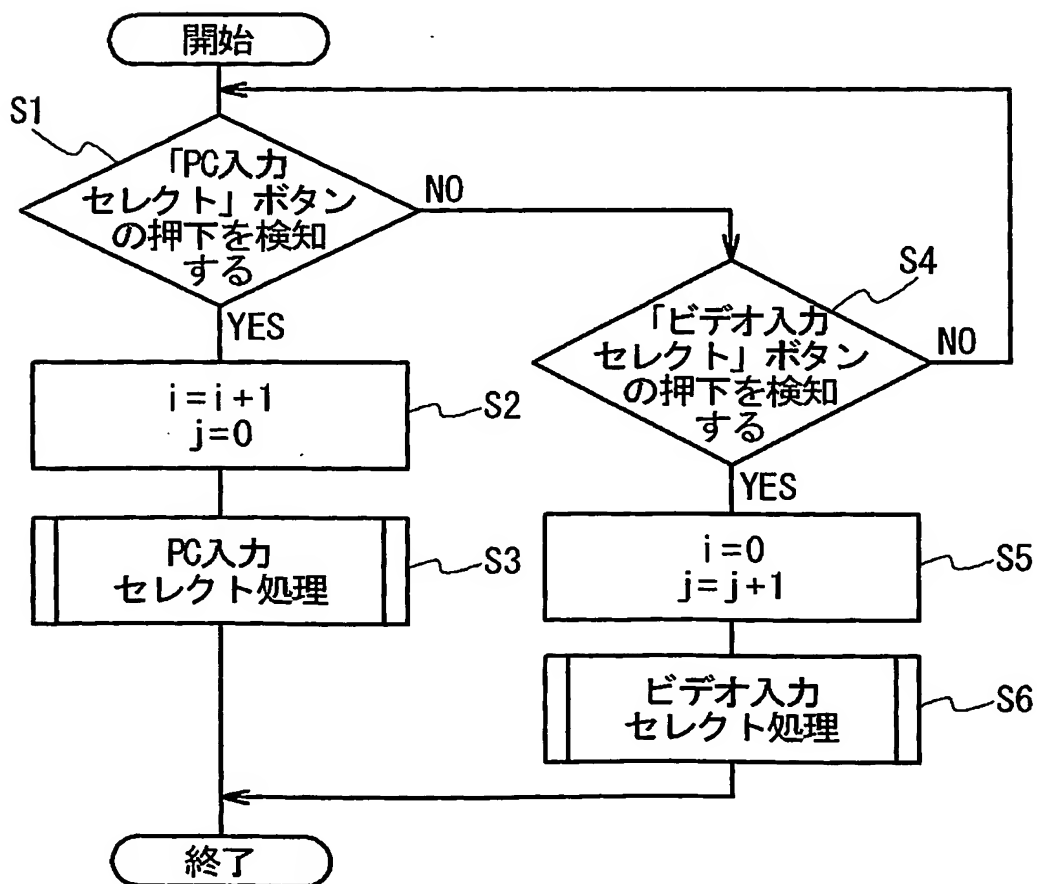 開始
S1
「PC入力
セレクト」ボタン
の押下を検知
する
NO
YES
i=i+1
j=0
S2
PC入力
セレクト処理
S3
S4
「ビデオ入力
セレクト」ボタン
の押下を検知
する
NO
YES
i=0
j=j+1
S5
ビデオ入力
セレクト処理
S6
終了